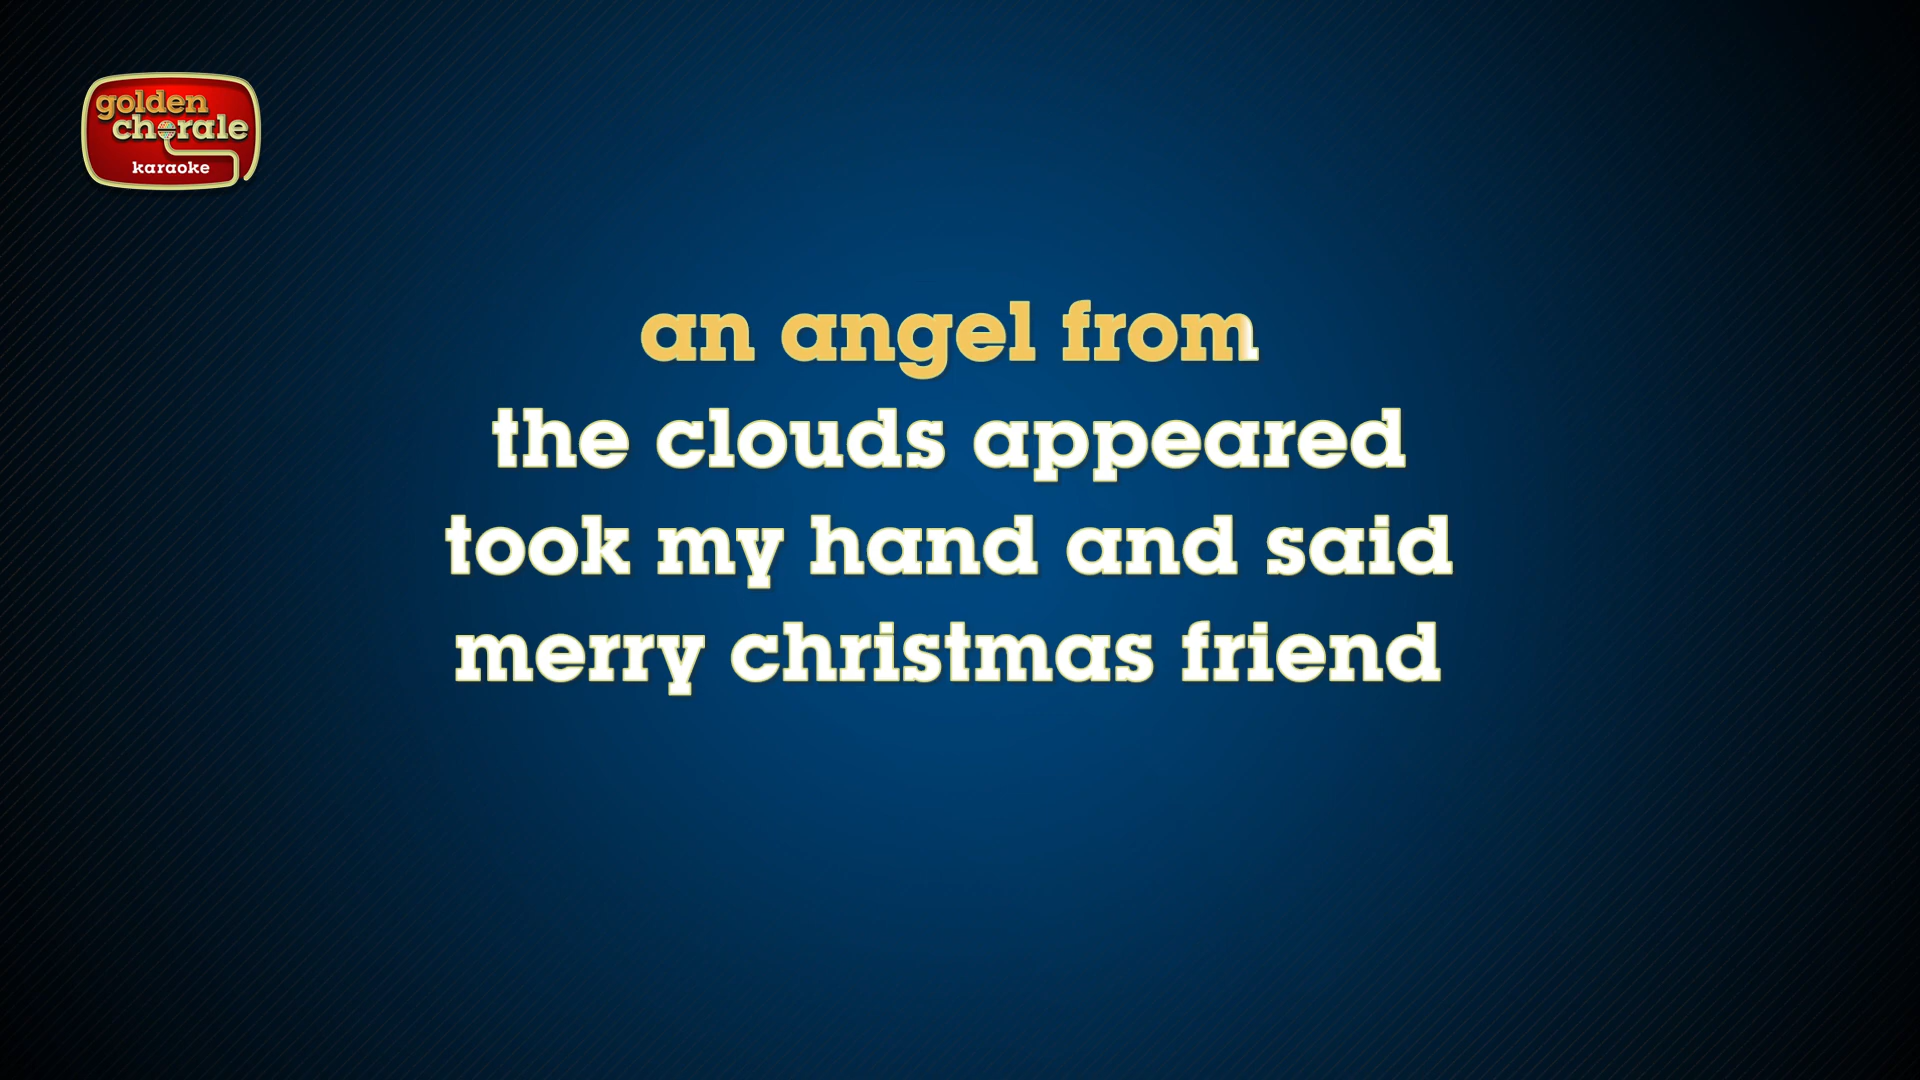 golden
chorale
karaoke
an angel from
the clouds appeared
took my hand and said
merry christmas friend